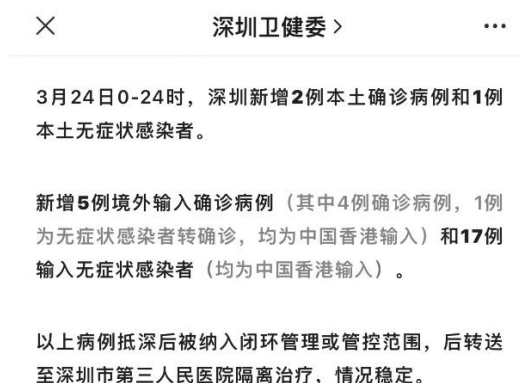 深圳卫健委
3月24日0-24时，深圳新增2例本土确诊病例和1例
本土无症状感染者。
新增5例境外输入确诊病例（其中4例确诊病例，1例
为无症状感染者转确诊，均为中国香港输入）和17例
输入无症状感染者（均为中国香港输入）。
以上病例抵深后被纳入闭环管理或管控范围，后转送
至深圳市第三人民医院隔离治疗，情况稳定。